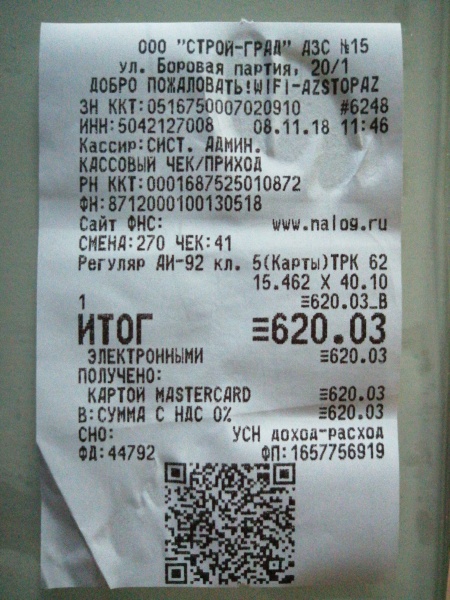 ООО "СТРОЙ-ГРАД" АЗС №15
ул. Боровая партия, 20/1
ДОБРО ПОЖАЛОВАТЬ!WIFI-AZSTOPAZ
ЗН ККТ:0516750007020910 #6248
ИНН:5042127008 08.11.18 11:46
Кассир:СИСТ. АДМИН.
КАССОВЫЙ ЧЕК/ПРИХОД
РН ККТ:0001687525010872
ФН:8712000100130518
Сайт ФНС: www.nalog.ru
СМЕНА:270 ЧЕК:41
Регуляр АИ-92 кл. 5(Карты)ТРК 62
15.462 X 40.10
1 ≡620.03_В
ИТОГ ≡620.03
ЭЛЕКТРОННЫМИ ≡620.03
ПОЛУЧЕНО:
КАРТОЙ MASTERCARD ≡620.03
В:СУММА С НДС 0% ≡620.03
СНО: УСН доход-расход
ФД:44792 ФП:1657756919